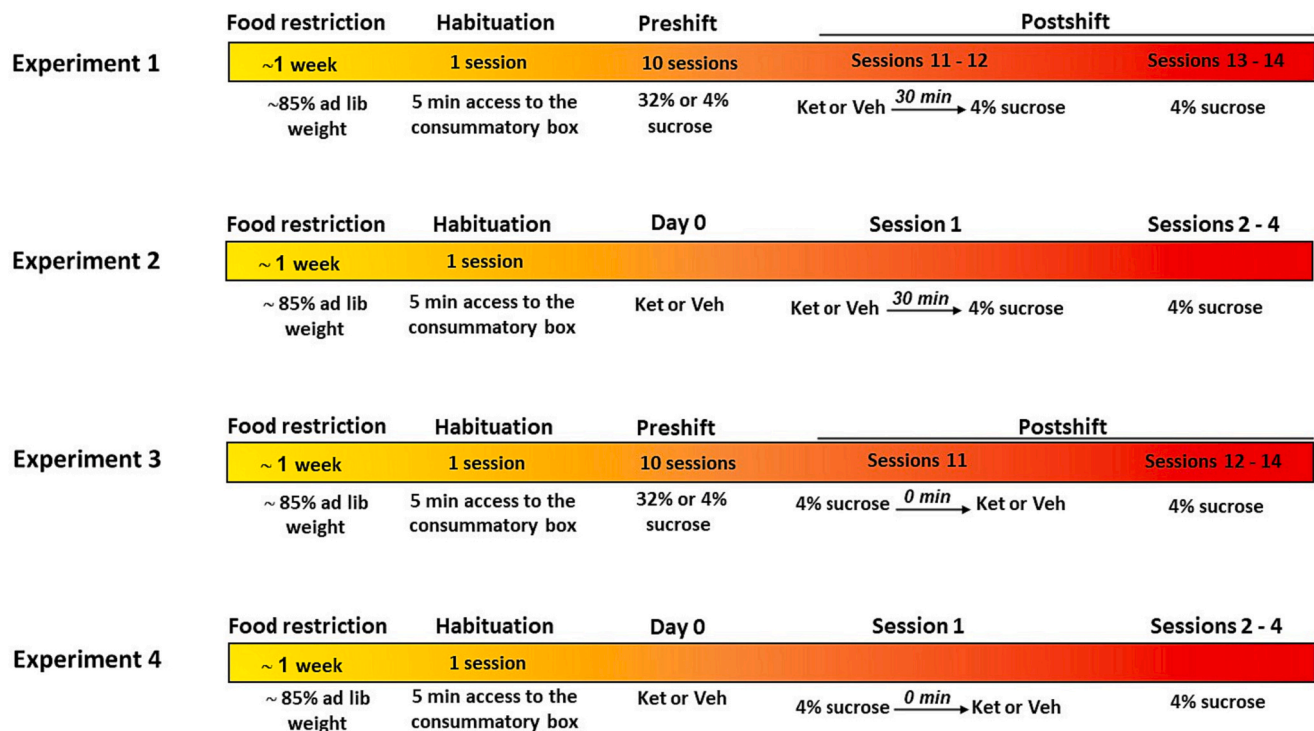 Food restriction Habituation Preshift Postshift
Experiment 1 ~1 week 1 session 10 sessions Sessions 11 - 12 Sessions 13 - 14
~85% ad lib weight 5 min access to the consummatory box 32% or 4% sucrose Ket or Veh 30 min 4% sucrose 4% sucrose
Food restriction Habituation Day 0 Session 1 Sessions 2 - 4
Experiment 2 ~ 1 week 1 session
~ 85% ad lib weight 5 min access to the consummatory box Ket or Veh Ket or Veh 30 min 4% sucrose 4% sucrose
Food restriction Habituation Preshift Postshift
Experiment 3 ~ 1 week 1 session 10 sessions Sessions 11 Sessions 12 - 14
~ 85% ad lib weight 5 min access to the consummatory box 32% or 4% sucrose 4% sucrose 0 min Ket or Veh 4% sucrose
Food restriction Habituation Day 0 Session 1 Sessions 2 - 4
Experiment 4 ~ 1 week 1 session
~ 85% ad lib weight 5 min access to the consummatory box Ket or Veh 4% sucrose 0 min Ket or Veh 4% sucrose